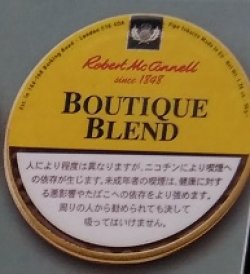 Robert McConnell
since 1848
BOUTIQUE
BLEND
人により程度は異なりますが、ニコチンにより喫煙へ
の依存が生じます。未成年者の喫煙は、健康に対す
る悪影響やたばこへの依存をより強めます。
周りの人から勧められても決して
吸ってはいけません。